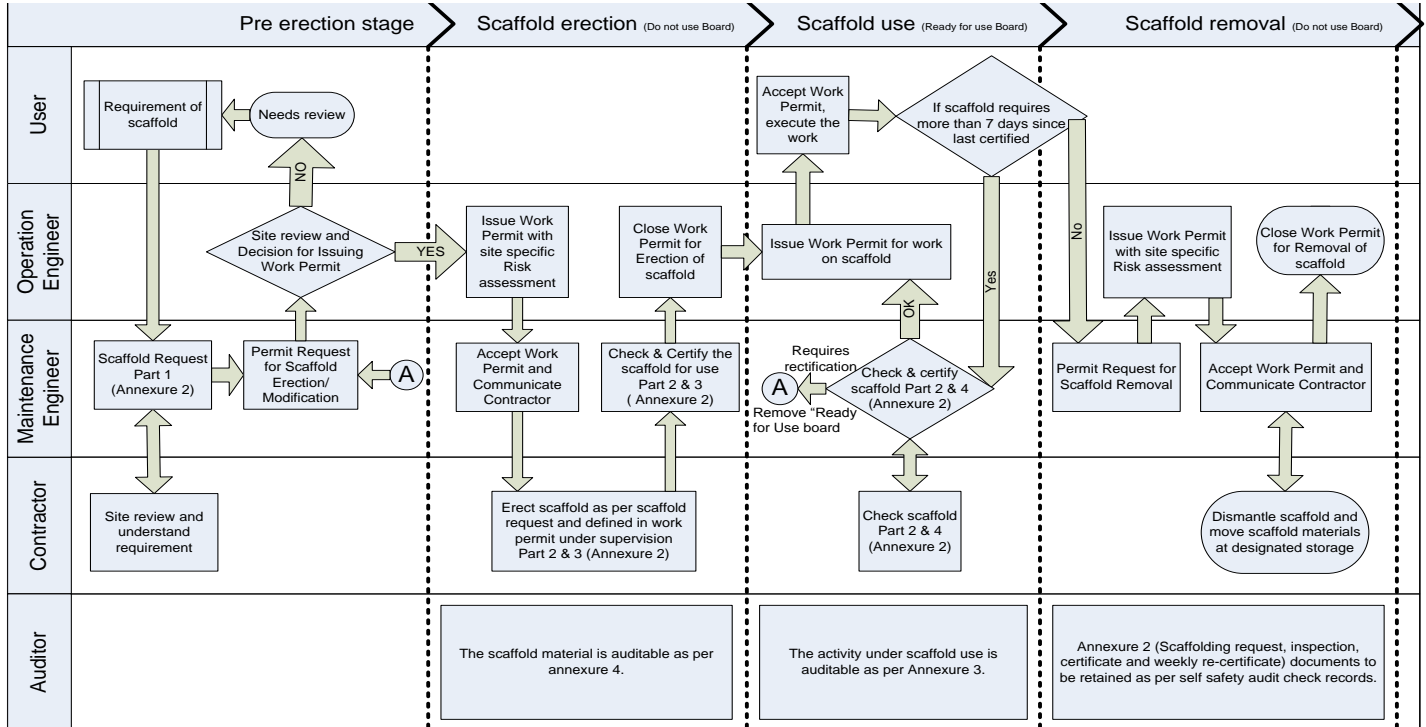 Pre erection stage
Scaffold erection (Do not use Board)
Scaffold use (Ready for use Board)
Scaffold removal (Do not use Board)
User
Requirement of
scaffold
Needs review
NO
Accept Work
Permit,
execute the
work
If scaffold requires
more than 7 days since
last certified
No
Yes
Operation
Engineer
Site review and
Decision for Issuing
Work Permit
YES
Issue Work
Permit with
site specific
Risk
assessment
Close Work
Permit for
Erection of
scaffold
Issue Work Permit for work
on scaffold
OK
Issue Work Permit
with site specific
Risk assessment
Close Work Permit
for Removal of
scaffold
Maintenance
Engineer
Scaffold Request
Part 1
(Annexure 2)
Permit Request
for Scaffold
Erection/
Modification
A
Accept Work
Permit and
Communicate
Contractor
Check & Certify the
scaffold for use
Part 2 & 3
( Annexure 2)
Requires
rectification
A
Remove “Ready
for Use board
Check & certify
scaffold Part 2 & 4
(Annexure 2)
Permit Request for
Scaffold Removal
Accept Work Permit and
Communicate Contractor
Contractor
Site review and
understand
requirement
Erect scaffold as per scaffold
request and defined in work
permit under supervision
Part 2 & 3 (Annexure 2)
Check scaffold
Part 2 & 4
(Annexure 2)
Dismantle scaffold and
move scaffold materials
at designated storage
Auditor
The scaffold material is auditable as per
annexure 4.
The activity under scaffold use is
auditable as per Annexure 3.
Annexure 2 (Scaffolding request, inspection,
certificate and weekly re-certificate) documents to
be retained as per self safety audit check records.